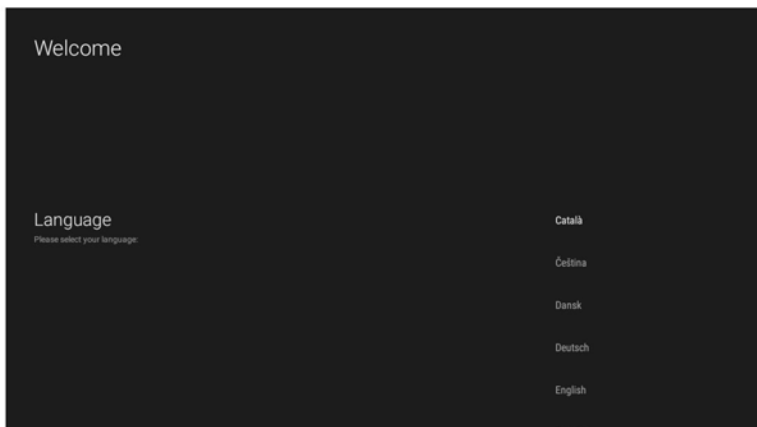 Welcome
Language
Please select your language:
Català
Čeština
Dansk
Deutsch
English